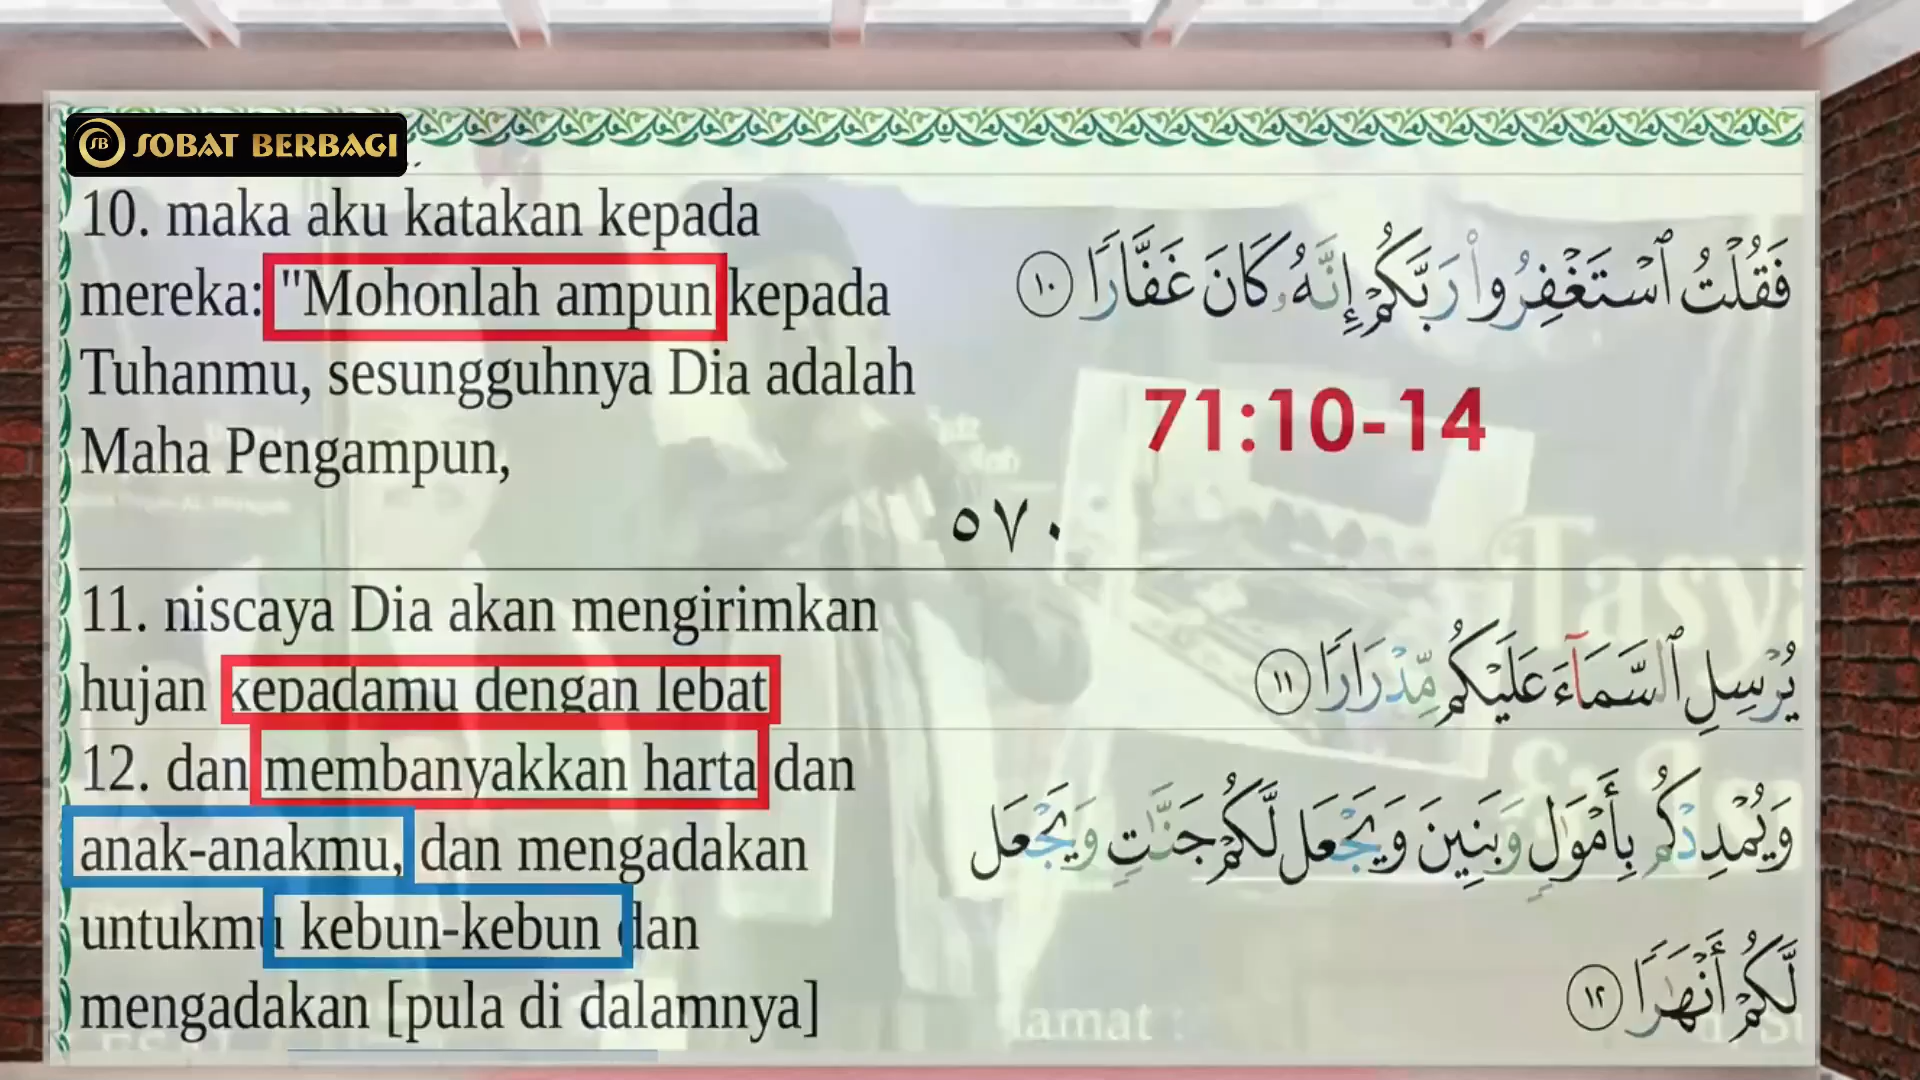 SOBAT BERBAGI
10. maka aku katakan kepada
mereka: "Mohonlah ampun kepada
Tuhanmu, sesungguhnya Dia adalah
Maha Pengampun,
فَقُلْتُ ٱسْتَغْفِرُوا۟ رَبَّكُمْ إِنَّهُۥ كَانَ غَفَّارًا ١٠
71:10-14
٥٧٠
11. niscaya Dia akan mengirimkan
hujan kepadamu dengan lebat
يُرْسِلِ ٱلسَّمَآءَ عَلَيْكُم مِّدْرَارًا ١١
12. dan membanyakkan harta dan
anak-anakmu, dan mengadakan
untukmu kebun-kebun dan
mengadakan [pula di dalamnya]
وَيُمْدِدْكُم بِأَمْوَٰلٍ وَبَنِينَ وَيَجْعَل لَّكُمْ جَنَّٰتٍ وَيَجْعَل
لَّكُمْ أَنْهَٰرًا ١٢